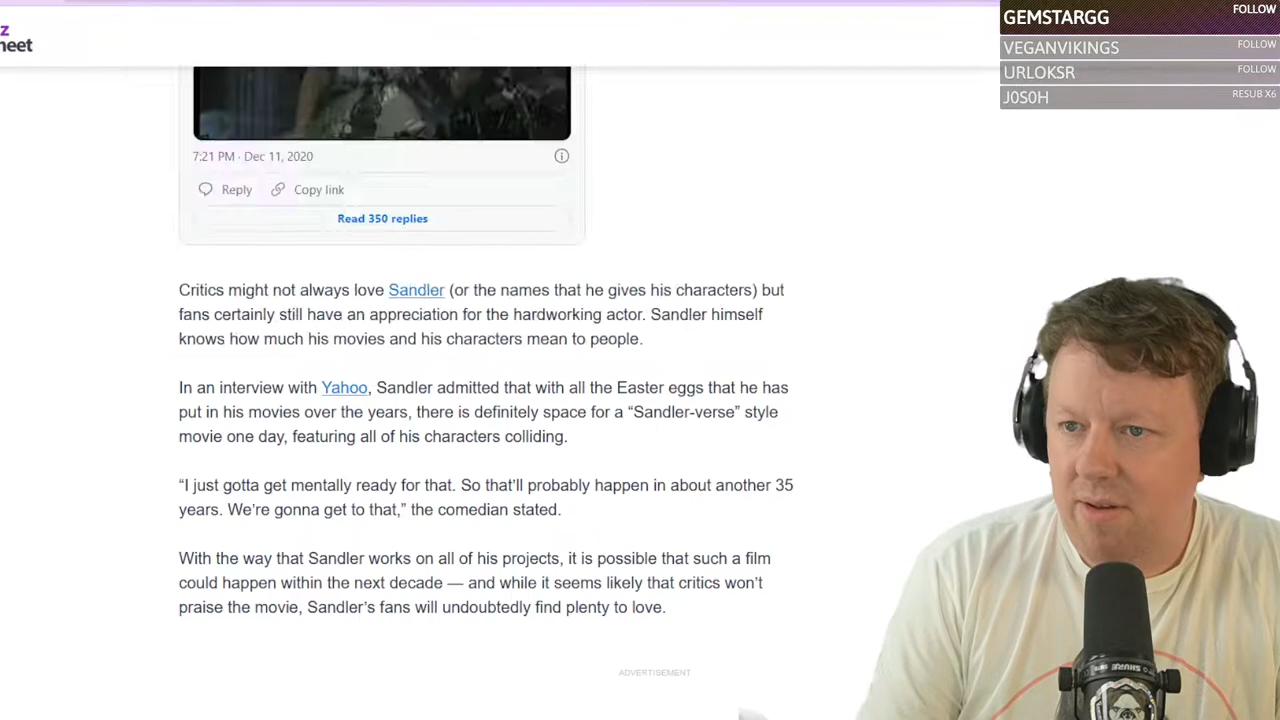 z
neet
GEMSTARGG FOLLOW
VEGANVIKINGS FOLLOW
URLOKSR FOLLOW
J0S0H RESUB X6
7:21 PM · Dec 11, 2020
Reply Copy link
Read 350 replies
Critics might not always love Sandler (or the names that he gives his characters) but
fans certainly still have an appreciation for the hardworking actor. Sandler himself
knows how much his movies and his characters mean to people.
In an interview with Yahoo, Sandler admitted that with all the Easter eggs that he has
put in his movies over the years, there is definitely space for a “Sandler-verse” style
movie one day, featuring all of his characters colliding.
“I just gotta get mentally ready for that. So that’ll probably happen in about another 35
years. We’re gonna get to that,” the comedian stated.
With the way that Sandler works on all of his projects, it is possible that such a film
could happen within the next decade — and while it seems likely that critics won’t
praise the movie, Sandler’s fans will undoubtedly find plenty to love.
ADVERTISEMENT
SHURE